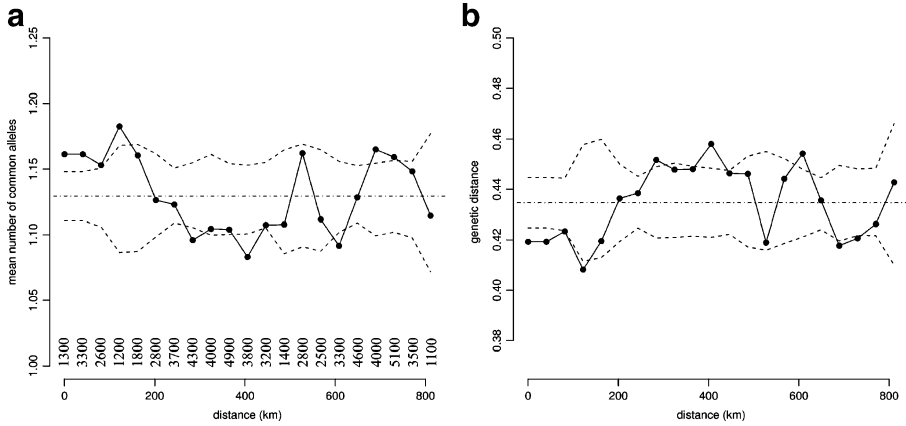 a
mean number of common alleles
1.25
1.20
1.15
1.10
1.05
1.00
1300 3300 2600 1200 1800 2800 3700 4300 4000 4900 3800 3200 1400 2800 2500 3300 4600 4000 5100 3500 1100
0 200 400 600 800
distance (km)
b
genetic distance
0.50
0.48
0.46
0.44
0.42
0.40
0.38
0 200 400 600 800
distance (km)